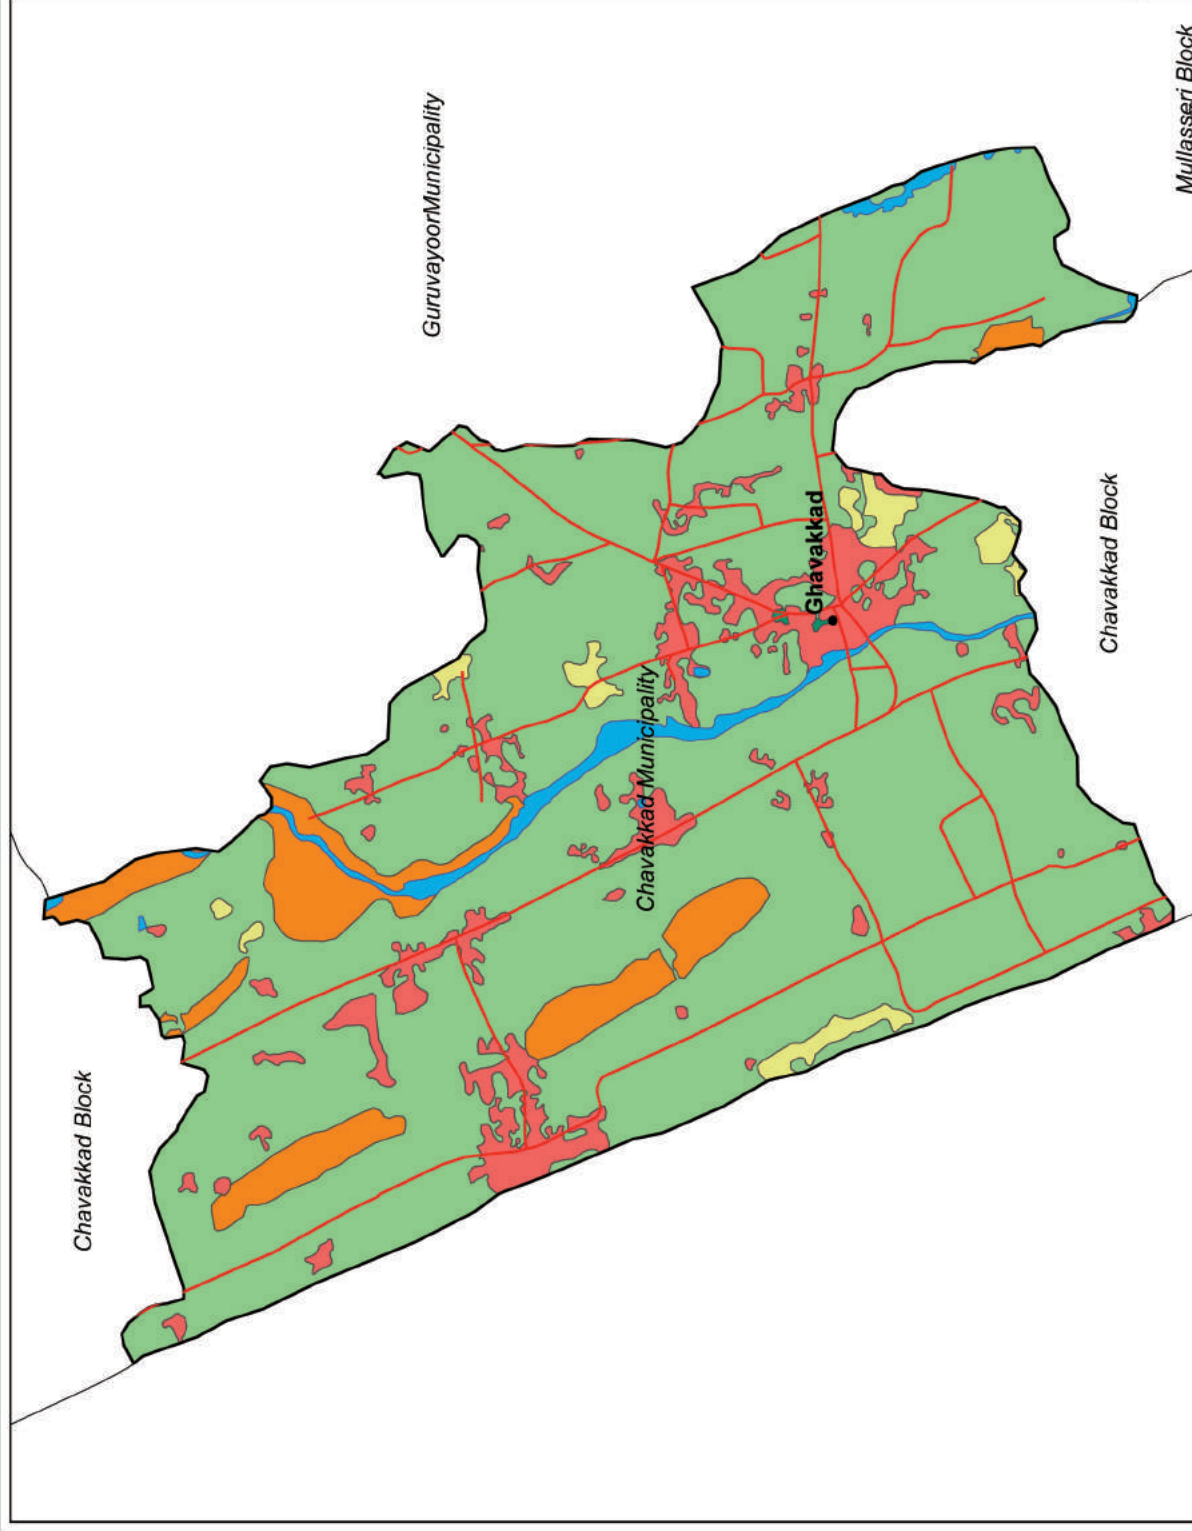 GuruvayoorMunicipality
Mullasseri Block
Ghavakkad
Chavakkad Municipality
Chavakkad Block
Chavakkad Block